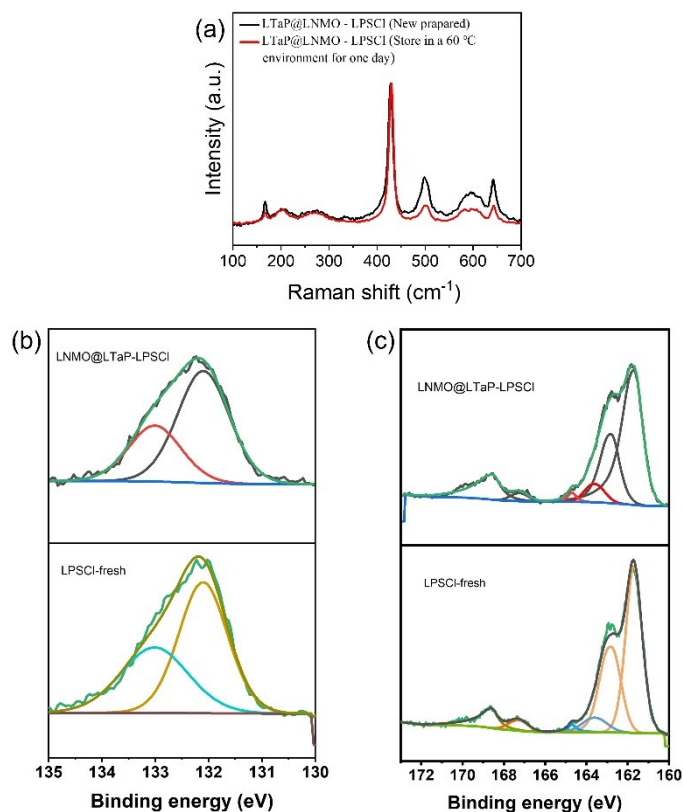 (a)
LTaP@LNMO - LPSCl (New prapared)
LTaP@LNMO - LPSCl (Store in a 60 ℃
environment for one day)
Intensity (a.u.)
100 200 300 400 500 600 700
Raman shift (cm⁻¹)
(b)
LNMO@LTaP-LPSCl
LPSCl-fresh
135 134 133 132 131 130
Binding energy (eV)
(c)
LNMO@LTaP-LPSCl
LPSCl-fresh
172 170 168 166 164 162 160
Binding energy (eV)